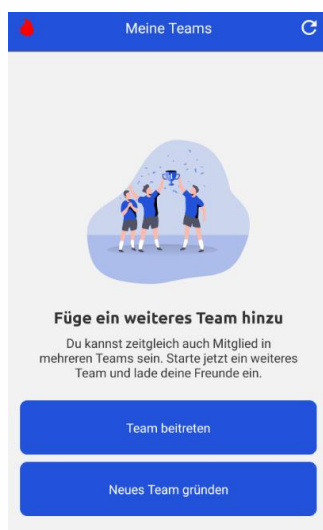 Meine Teams
Füge ein weiteres Team hinzu
Du kannst zeitgleich auch Mitglied in
mehreren Teams sein. Starte jetzt ein weiteres
Team und lade deine Freunde ein.
Team beitreten
Neues Team gründen